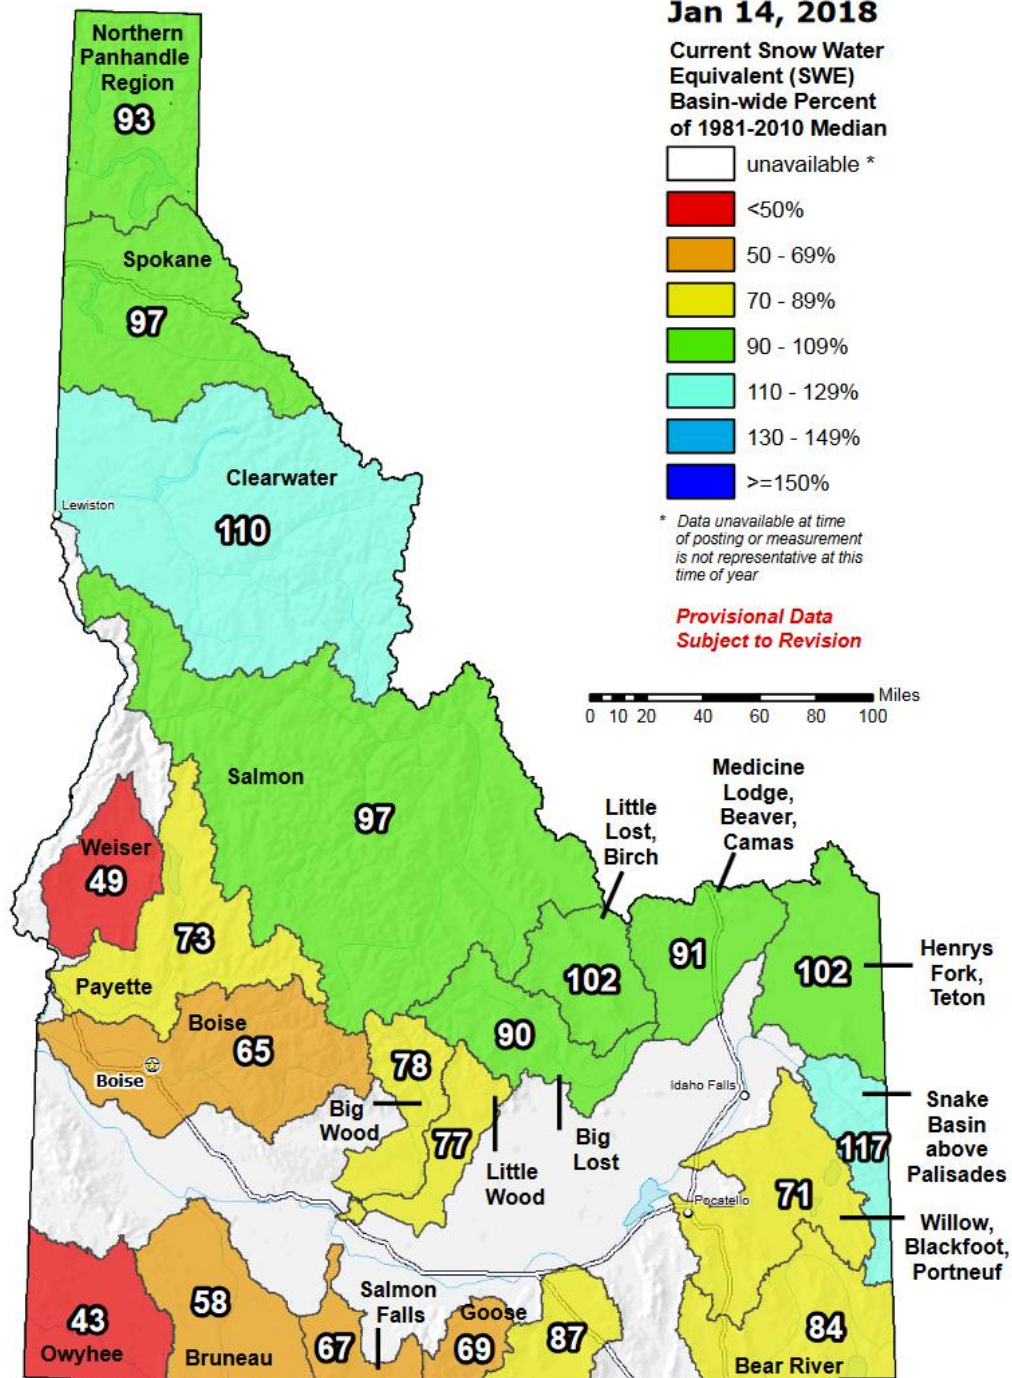 Jan 14, 2018
Current Snow Water
Equivalent (SWE)
Basin-wide Percent
of 1981-2010 Median
unavailable *
<50%
50 - 69%
70 - 89%
90 - 109%
110 - 129%
130 - 149%
>=150%
* Data unavailable at time
of posting or measurement
is not representative at this
time of year
Provisional Data
Subject to Revision
Miles
0 10 20 40 60 80 100
Northern
Panhandle
Region
93
Spokane
97
Clearwater
110
Lewiston
Salmon
97
Weiser
49
73
Payette
Boise
65
Boise
Little
Lost,
Birch
102
Medicine
Lodge,
Beaver,
Camas
91
102
Henrys
Fork,
Teton
90
Big
Lost
78
Big
Wood
77
Little
Wood
Idaho Falls
Snake
Basin
above
Palisades
117
71
Willow,
Blackfoot,
Portneuf
Pocatello
43
Owyhee
58
Bruneau
67
Salmon
Falls
Goose
69
87
84
Bear River